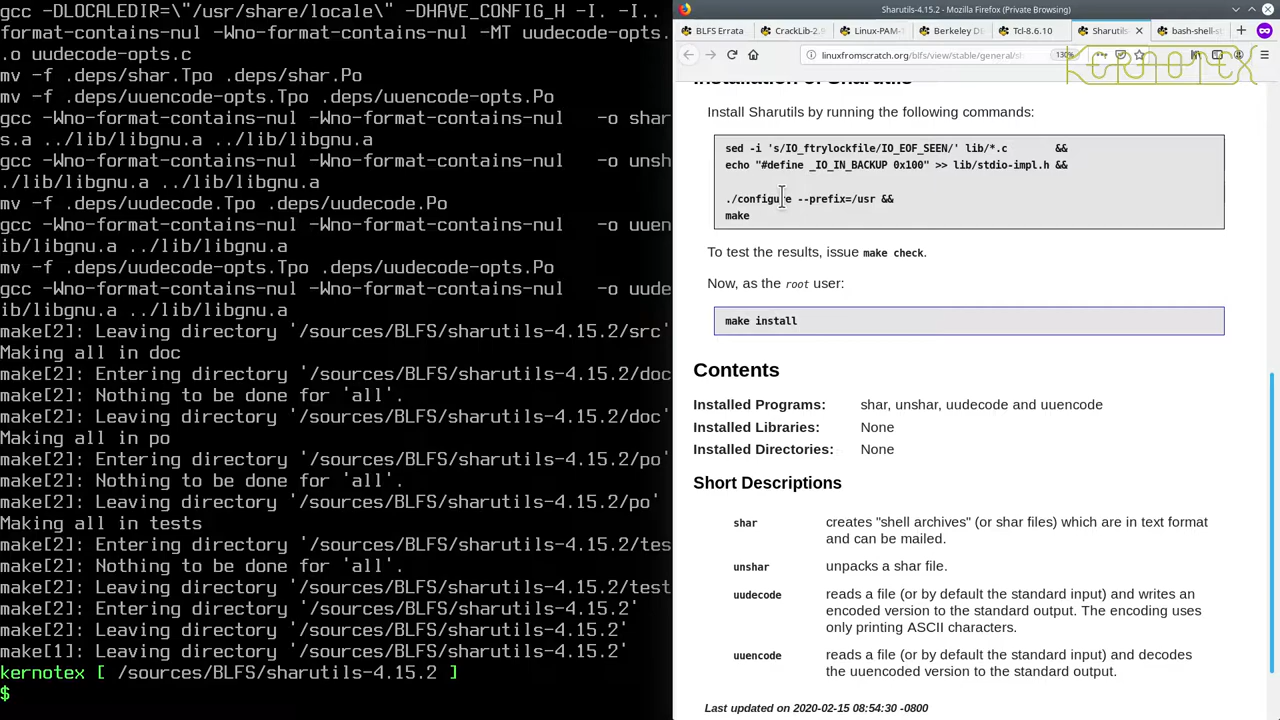 gcc -DLOCALEDIR=\"/usr/share/locale\" -DHAVE_CONFIG_H -I. -I..
format-contains-nul -Wno-format-contains-nul -MT uudecode-opts.
.o uudecode-opts.c
mv -f .deps/shar.Tpo .deps/shar.Po
mv -f .deps/uuencode-opts.Tpo .deps/uuencode-opts.Po
gcc -Wno-format-contains-nul -Wno-format-contains-nul   -o shar
s.a ../lib/libgnu.a ../lib/libgnu.a
gcc -Wno-format-contains-nul -Wno-format-contains-nul   -o unsh
./lib/libgnu.a ../lib/libgnu.a
mv -f .deps/uudecode.Tpo .deps/uudecode.Po
gcc -Wno-format-contains-nul -Wno-format-contains-nul   -o uuen
ib/libgnu.a ../lib/libgnu.a
mv -f .deps/uudecode-opts.Tpo .deps/uudecode-opts.Po
gcc -Wno-format-contains-nul -Wno-format-contains-nul   -o uude
ib/libgnu.a ../lib/libgnu.a
make[2]: Leaving directory '/sources/BLFS/sharutils-4.15.2/src'
Making all in doc
make[2]: Entering directory '/sources/BLFS/sharutils-4.15.2/doc
make[2]: Nothing to be done for 'all'.
make[2]: Leaving directory '/sources/BLFS/sharutils-4.15.2/doc'
Making all in po
make[2]: Entering directory '/sources/BLFS/sharutils-4.15.2/po'
make[2]: Nothing to be done for 'all'.
make[2]: Leaving directory '/sources/BLFS/sharutils-4.15.2/po'
Making all in tests
make[2]: Entering directory '/sources/BLFS/sharutils-4.15.2/tes
make[2]: Nothing to be done for 'all'.
make[2]: Leaving directory '/sources/BLFS/sharutils-4.15.2/test
make[2]: Entering directory '/sources/BLFS/sharutils-4.15.2'
make[2]: Leaving directory '/sources/BLFS/sharutils-4.15.2'
make[1]: Leaving directory '/sources/BLFS/sharutils-4.15.2'
kernotex [ /sources/BLFS/sharutils-4.15.2 ]
$
Sharutils-4.15.2 - Mozilla Firefox (Private Browsing)
BLFS Errata
CrackLib-2.9
Linux-PAM-1
Berkeley DB
Tcl-8.6.10
Sharutils-4
bash-shell-st
linuxfromscratch.org/blfs/view/stable/general/sh
130%
KERNOTEX
Installation of Sharutils
Install Sharutils by running the following commands:
sed -i 's/IO_ftrylockfile/IO_EOF_SEEN/' lib/*.c        &&
echo "#define _IO_IN_BACKUP 0x100" >> lib/stdio-impl.h &&
./configure --prefix=/usr &&
make
To test the results, issue make check.
Now, as the root user:
make install
Contents
Installed Programs: shar, unshar, uudecode and uuencode
Installed Libraries: None
Installed Directories: None
Short Descriptions
shar creates "shell archives" (or shar files) which are in text format
and can be mailed.
unshar unpacks a shar file.
uudecode reads a file (or by default the standard input) and writes an
encoded version to the standard output. The encoding uses
only printing ASCII characters.
uuencode reads a file (or by default the standard input) and decodes
the uuencoded version to the standard output.
Last updated on 2020-02-15 08:54:30 -0800